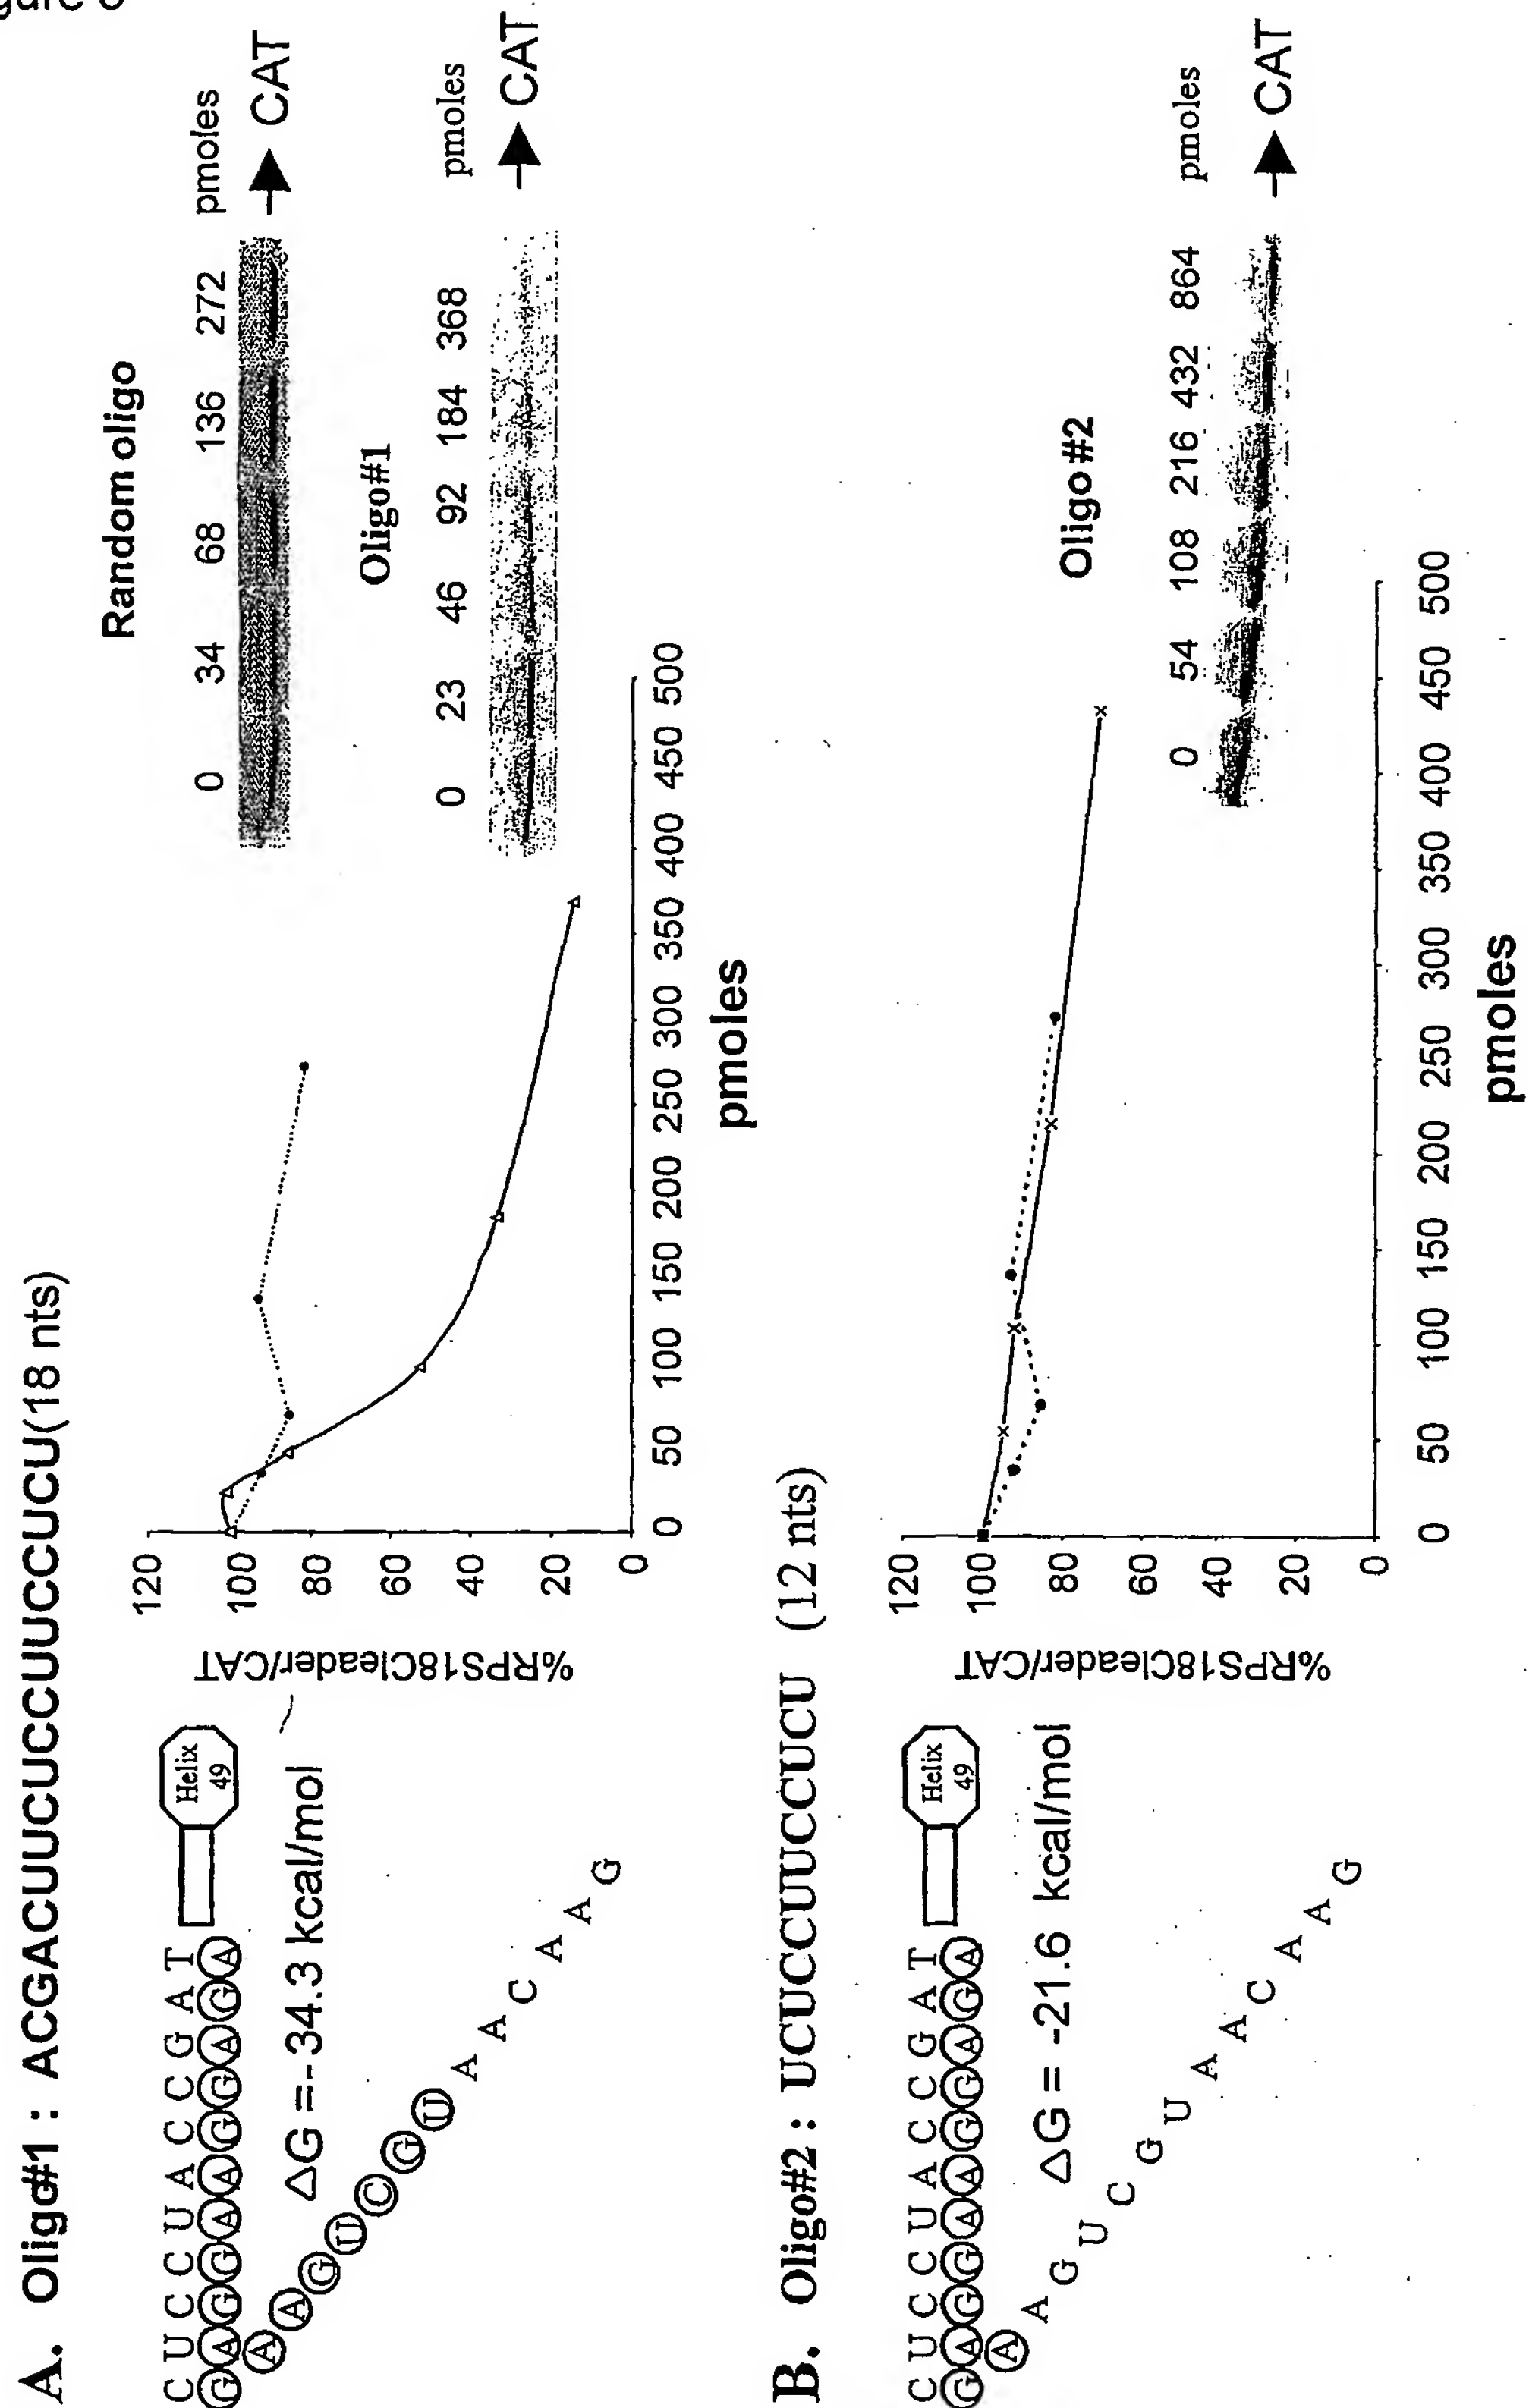 gure
A. Oligo#1 : ACGACUUCUCCUUCCUCU(18 nts)
C U C C U A C C G A T
G A G G A A G G A G A
A A G U C G U A A C A A G
Helix
49
ΔG =-34.3 kcal/mol
%RPS18Cleader/CAT
120
100
80
60
40
20
0
0 50 100 150 200 250 300 350 400 450 500
pmoles
Random oligo
0 34 68 136 272 pmoles
CAT
Oligo#1
0 23 46 92 184 368 pmoles
CAT
B. Oligo#2 : UCUCCUUCCUCU (12 nts)
C U C C U A C C G A T
G A G G A A G G A G A
A A G U C G U A A C A A G
Helix
49
ΔG = -21.6 kcal/mol
%RPS18Cleader/CAT
120
100
80
60
40
20
0
0 50 100 150 200 250 300 350 400 450 500
pmoles
Oligo#2
0 54 108 216 432 864 pmoles
CAT